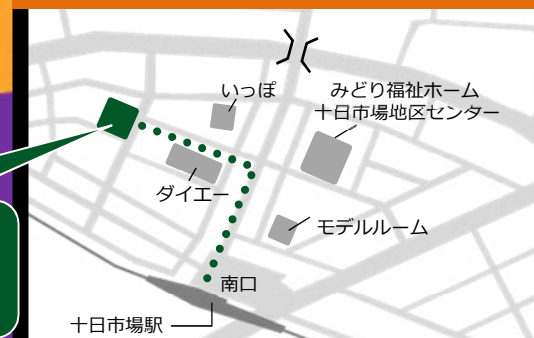 いっぽ
みどり福祉ホーム
十日市場地区センター
ダイエー
モデルルーム
南口
十日市場駅